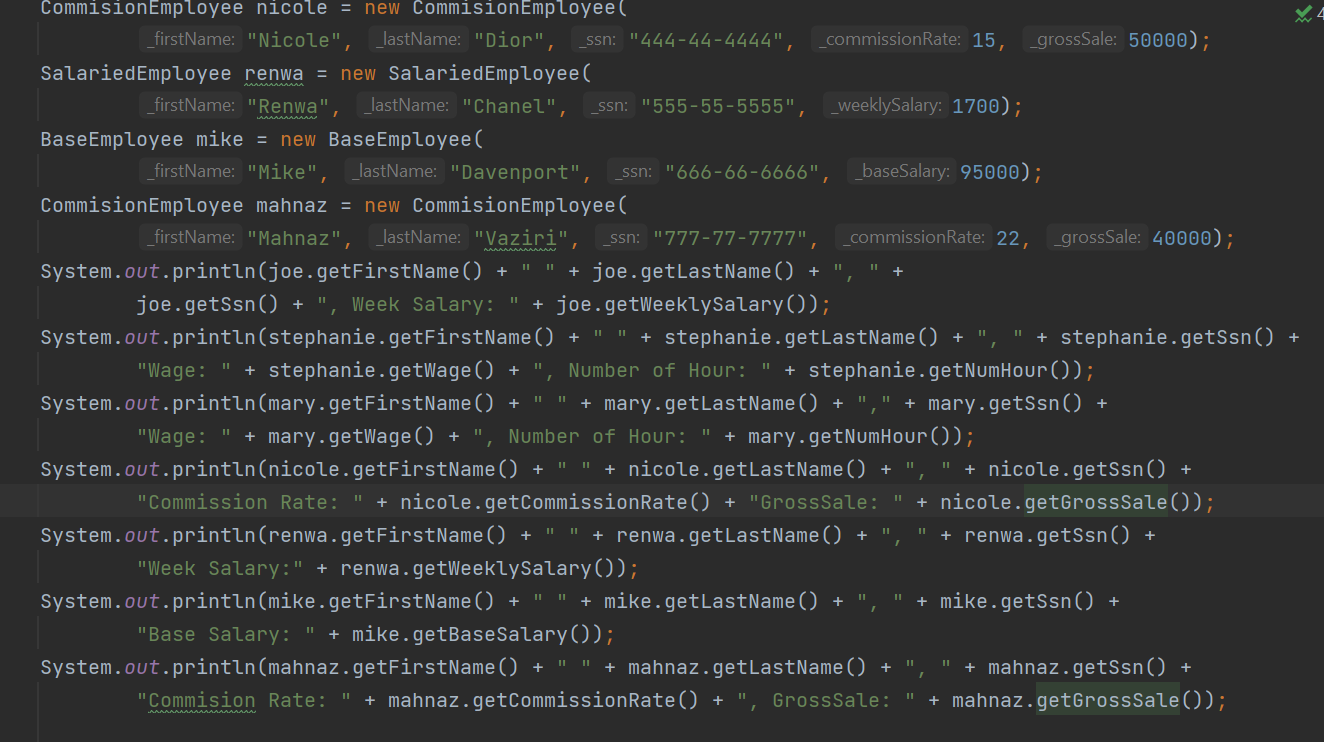 CommisionEmployee nicole = new CommisionEmployee(
_firstName: "Nicole", _lastName: "Dior", _ssn: "444-44-4444", _commissionRate: 15, _grossSale: 50000);
SalariedEmployee renwa = new SalariedEmployee(
_firstName: "Renwa", _lastName: "Chanel", _ssn: "555-55-5555", _weeklySalary: 1700);
BaseEmployee mike = new BaseEmployee(
_firstName: "Mike", _lastName: "Davenport", _ssn: "666-66-6666", _baseSalary: 95000);
CommisionEmployee mahnaz = new CommisionEmployee(
_firstName: "Mahnaz", _lastName: "Vaziri", _ssn: "777-77-7777", _commissionRate: 22, _grossSale: 40000);
System.out.println(joe.getFirstName() + " " + joe.getLastName() + ", " +
joe.getSsn() + ", Week Salary: " + joe.getWeeklySalary());
System.out.println(stephanie.getFirstName() + " " + stephanie.getLastName() + ", " + stephanie.getSsn() +
"Wage: " + stephanie.getWage() + ", Number of Hour: " + stephanie.getNumHour());
System.out.println(mary.getFirstName() + " " + mary.getLastName() + "," + mary.getSsn() +
"Wage: " + mary.getWage() + ", Number of Hour: " + mary.getNumHour());
System.out.println(nicole.getFirstName() + " " + nicole.getLastName() + ", " + nicole.getSsn() +
"Commission Rate: " + nicole.getCommissionRate() + "GrossSale: " + nicole.getGrossSale());
System.out.println(renwa.getFirstName() + " " + renwa.getLastName() + ", " + renwa.getSsn() +
"Week Salary:" + renwa.getWeeklySalary());
System.out.println(mike.getFirstName() + " " + mike.getLastName() + ", " + mike.getSsn() +
"Base Salary: " + mike.getBaseSalary());
System.out.println(mahnaz.getFirstName() + " " + mahnaz.getLastName() + ", " + mahnaz.getSsn() +
"Commision Rate: " + mahnaz.getCommissionRate() + ", GrossSale: " + mahnaz.getGrossSale());